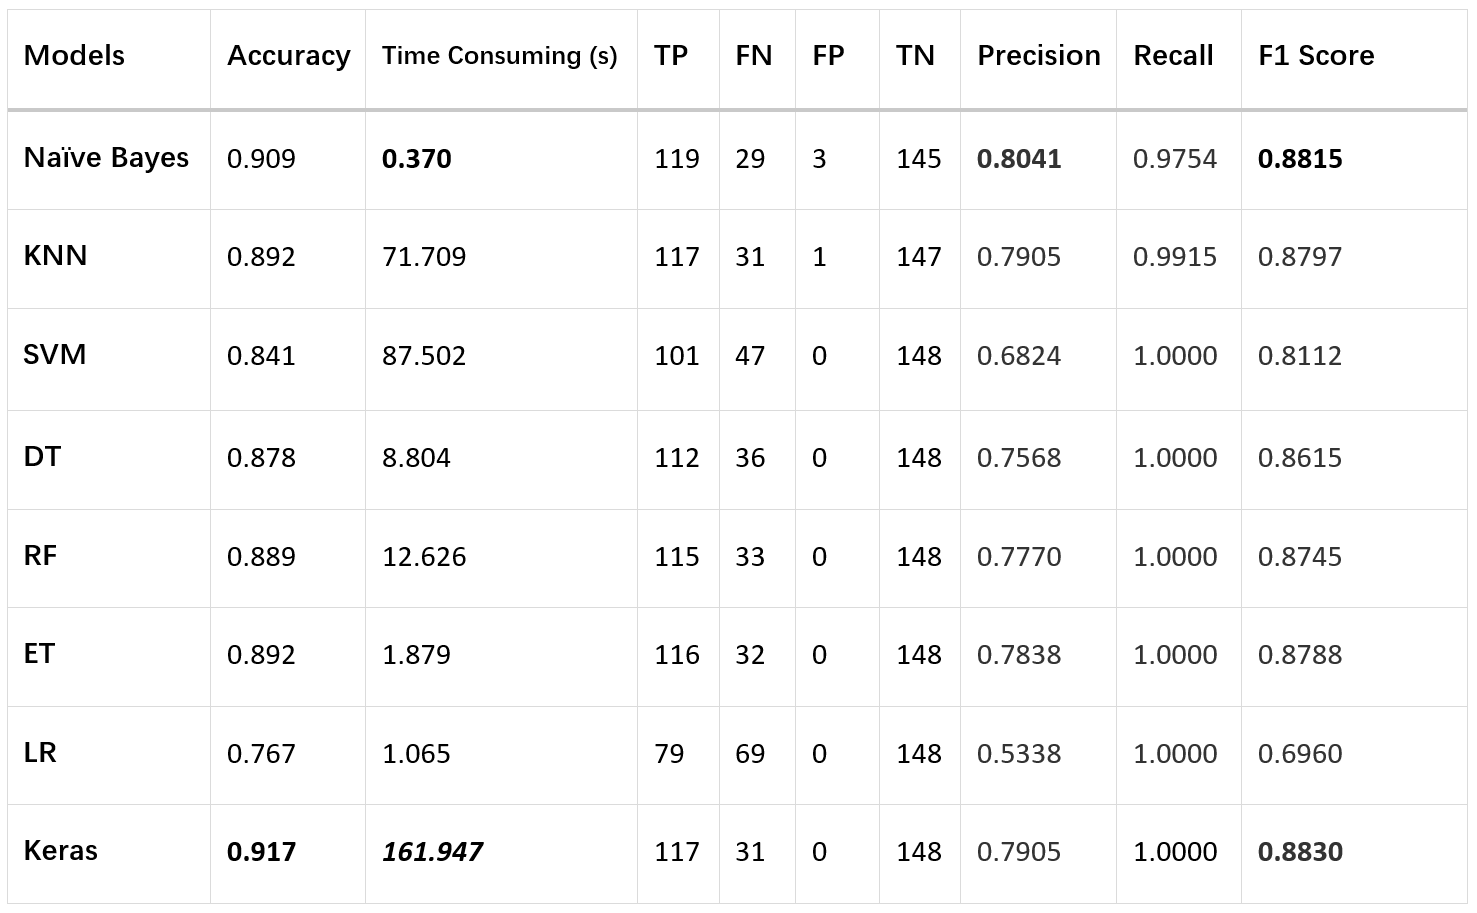 Models Accuracy Time Consuming (s) TP FN FP TN Precision Recall F1 Score
Naïve Bayes 0.909 0.370 119 29 3 145 0.8041 0.9754 0.8815
KNN 0.892 71.709 117 31 1 147 0.7905 0.9915 0.8797
SVM 0.841 87.502 101 47 0 148 0.6824 1.0000 0.8112
DT 0.878 8.804 112 36 0 148 0.7568 1.0000 0.8615
RF 0.889 12.626 115 33 0 148 0.7770 1.0000 0.8745
ET 0.892 1.879 116 32 0 148 0.7838 1.0000 0.8788
LR 0.767 1.065 79 69 0 148 0.5338 1.0000 0.6960
Keras 0.917 161.947 117 31 0 148 0.7905 1.0000 0.8830